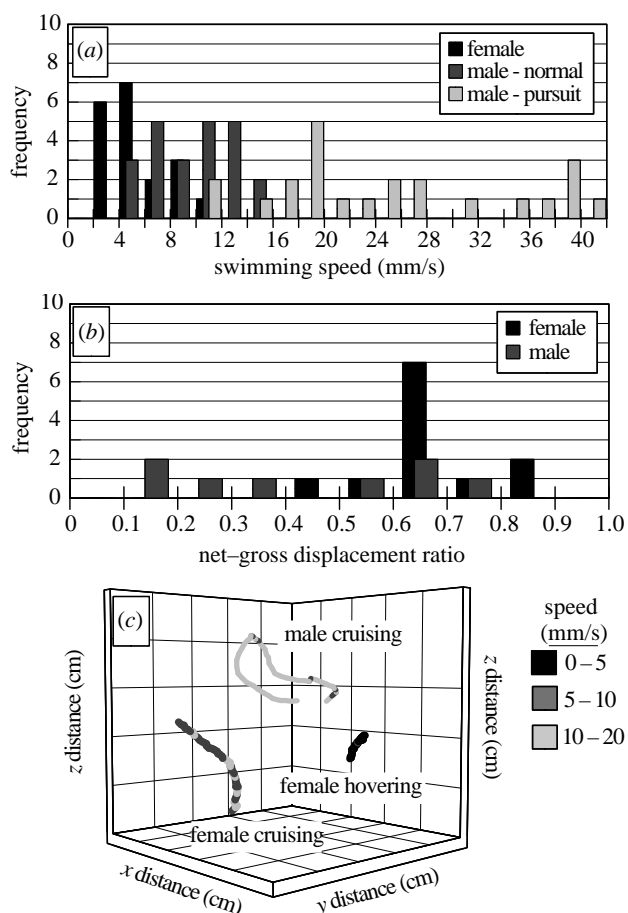 (a)
female
male - normal
male - pursuit
frequency
10
8
6
4
2
0
0 4 8 12 16 20 24 28 32 36 40
swimming speed (mm/s)
(b)
female
male
frequency
10
8
6
4
2
0
0 0.1 0.2 0.3 0.4 0.5 0.6 0.7 0.8 0.9 1.0
net–gross displacement ratio
(c)
male cruising
female hovering
female cruising
z distance (cm)
z distance (cm)
x distance (cm)
y distance (cm)
speed
(mm/s)
0 – 5
5 – 10
10 – 20